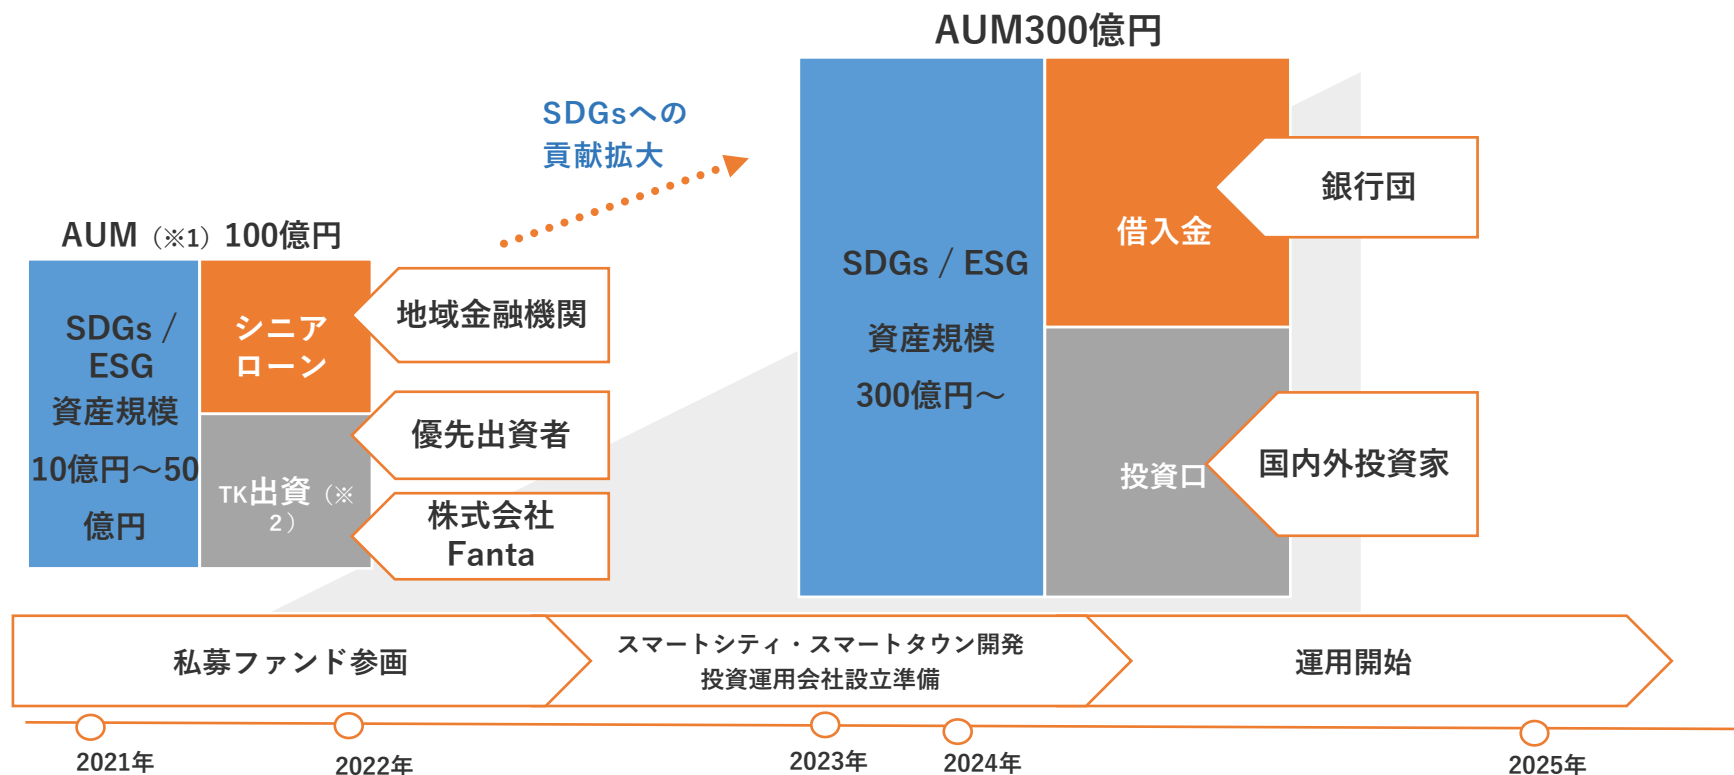 AUM300億円
SDGsへの
貢献拡大
AUM（※1）100億円
SDGs /
ESG
資産規模
10億円～50
億円
シニア
ローン
TK出資（※
2）
地域金融機関
優先出資者
株式会社
Fanta
SDGs / ESG
資産規模
300億円～
借入金
投資口
銀行団
国内外投資家
私募ファンド参画
スマートシティ・スマートタウン開発
投資運用会社設立準備
運用開始
2021年
2022年
2023年
2024年
2025年